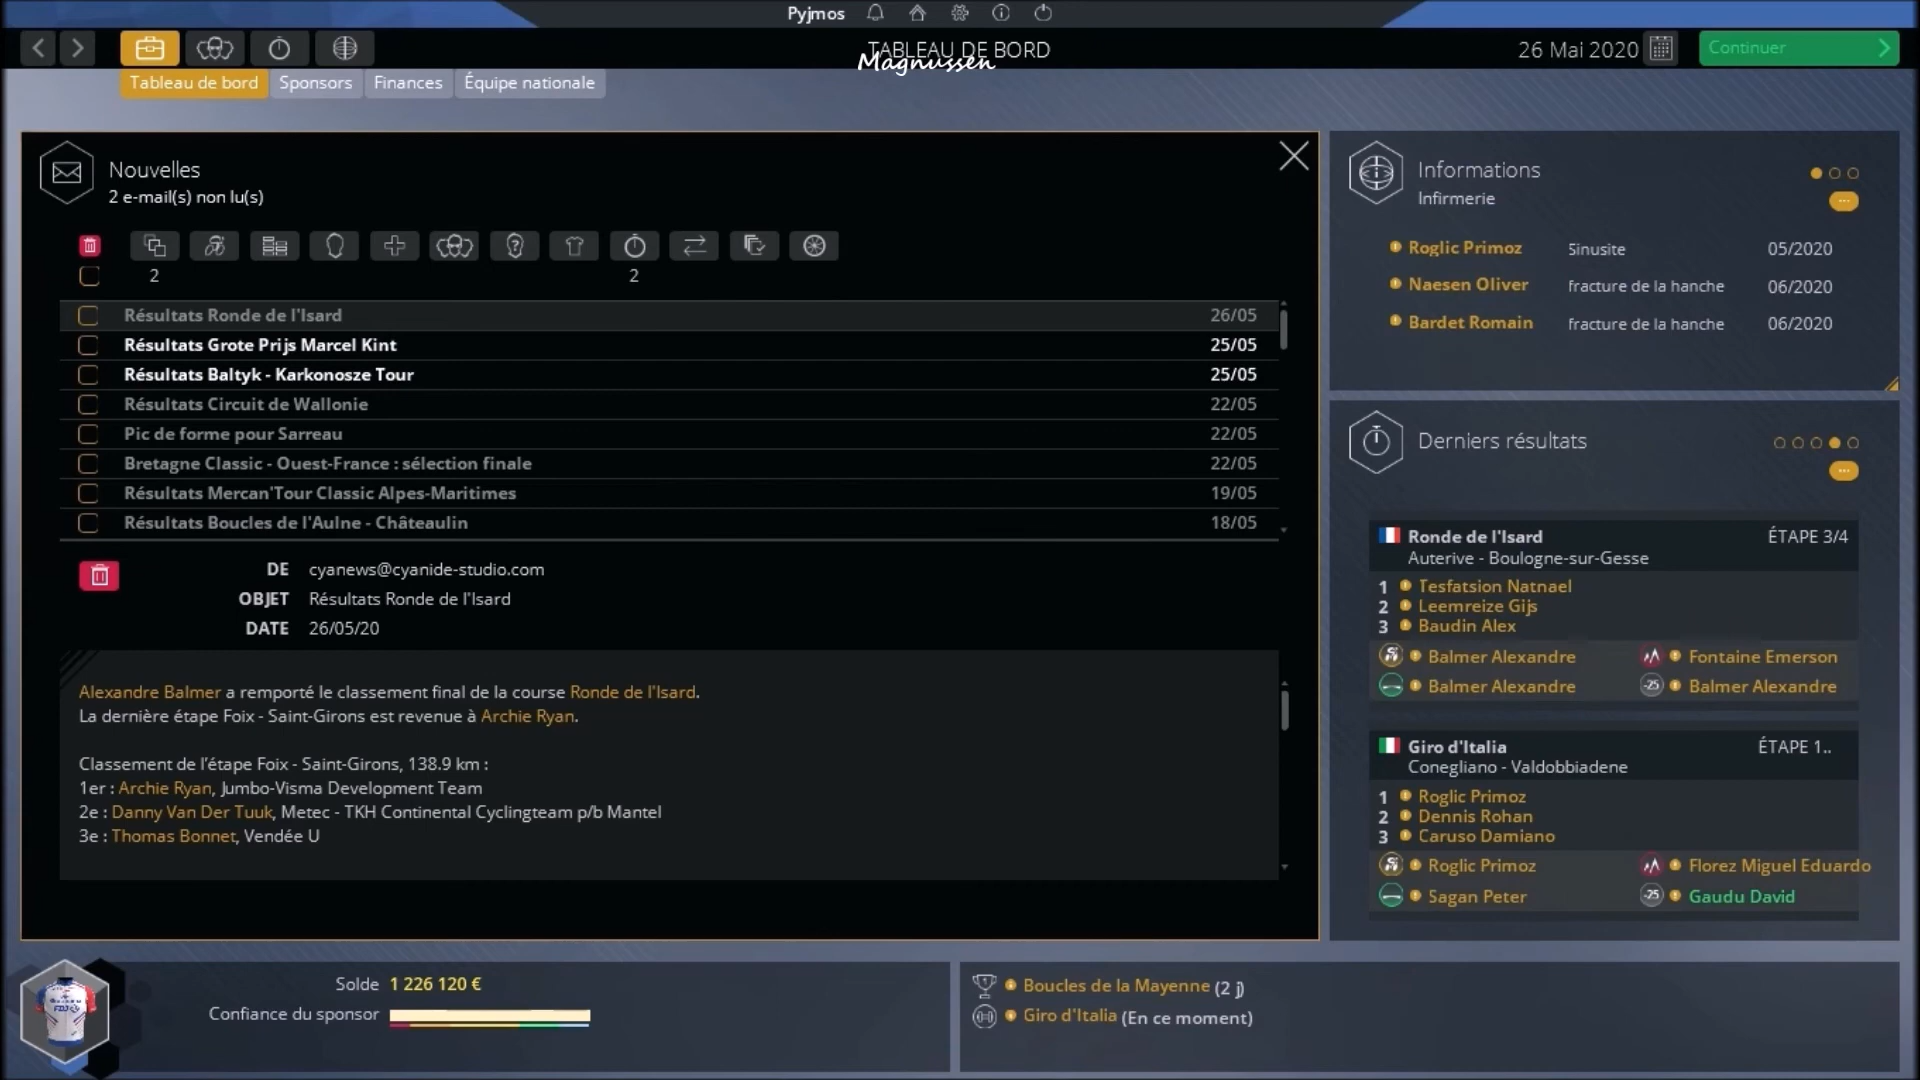 Pyjmos
TABLEAU DE BORD
Magnussen
26 Mai 2020
Continuer
Tableau de bord
Sponsors
Finances
Équipe nationale
Nouvelles
2 e-mail(s) non lu(s)
2
2
Résultats Ronde de l'Isard 26/05
Résultats Grote Prijs Marcel Kint 25/05
Résultats Baltyk - Karkonosze Tour 25/05
Résultats Circuit de Wallonie 22/05
Pic de forme pour Sarreau 22/05
Bretagne Classic - Ouest-France : sélection finale 22/05
Résultats Mercan'Tour Classic Alpes-Maritimes 19/05
Résultats Boucles de l'Aulne - Châteaulin 18/05
DE cyanews@cyanide-studio.com
OBJET Résultats Ronde de l'Isard
DATE 26/05/20
Alexandre Balmer a remporté le classement final de la course Ronde de l'Isard.
La dernière étape Foix - Saint-Girons est revenue à Archie Ryan.
Classement de l'étape Foix - Saint-Girons, 138.9 km :
1er : Archie Ryan, Jumbo-Visma Development Team
2e : Danny Van Der Tuuk, Metec - TKH Continental Cyclingteam p/b Mantel
3e : Thomas Bonnet, Vendée U
Informations
Infirmerie
Roglic Primoz Sinusite 05/2020
Naesen Oliver fracture de la hanche 06/2020
Bardet Romain fracture de la hanche 06/2020
Derniers résultats
Ronde de l'Isard ÉTAPE 3/4
Auterive - Boulogne-sur-Gesse
1 Tesfatsion Natnael
2 Leemreize Gijs
3 Baudin Alex
Balmer Alexandre Fontaine Emerson
Balmer Alexandre -25 Balmer Alexandre
Giro d'Italia ÉTAPE 1..
Conegliano - Valdobbiadene
1 Roglic Primoz
2 Dennis Rohan
3 Caruso Damiano
Roglic Primoz Florez Miguel Eduardo
Sagan Peter -25 Gaudu David
Solde 1 226 120 €
Confiance du sponsor
Boucles de la Mayenne (2 j)
Giro d'Italia (En ce moment)
FDJ